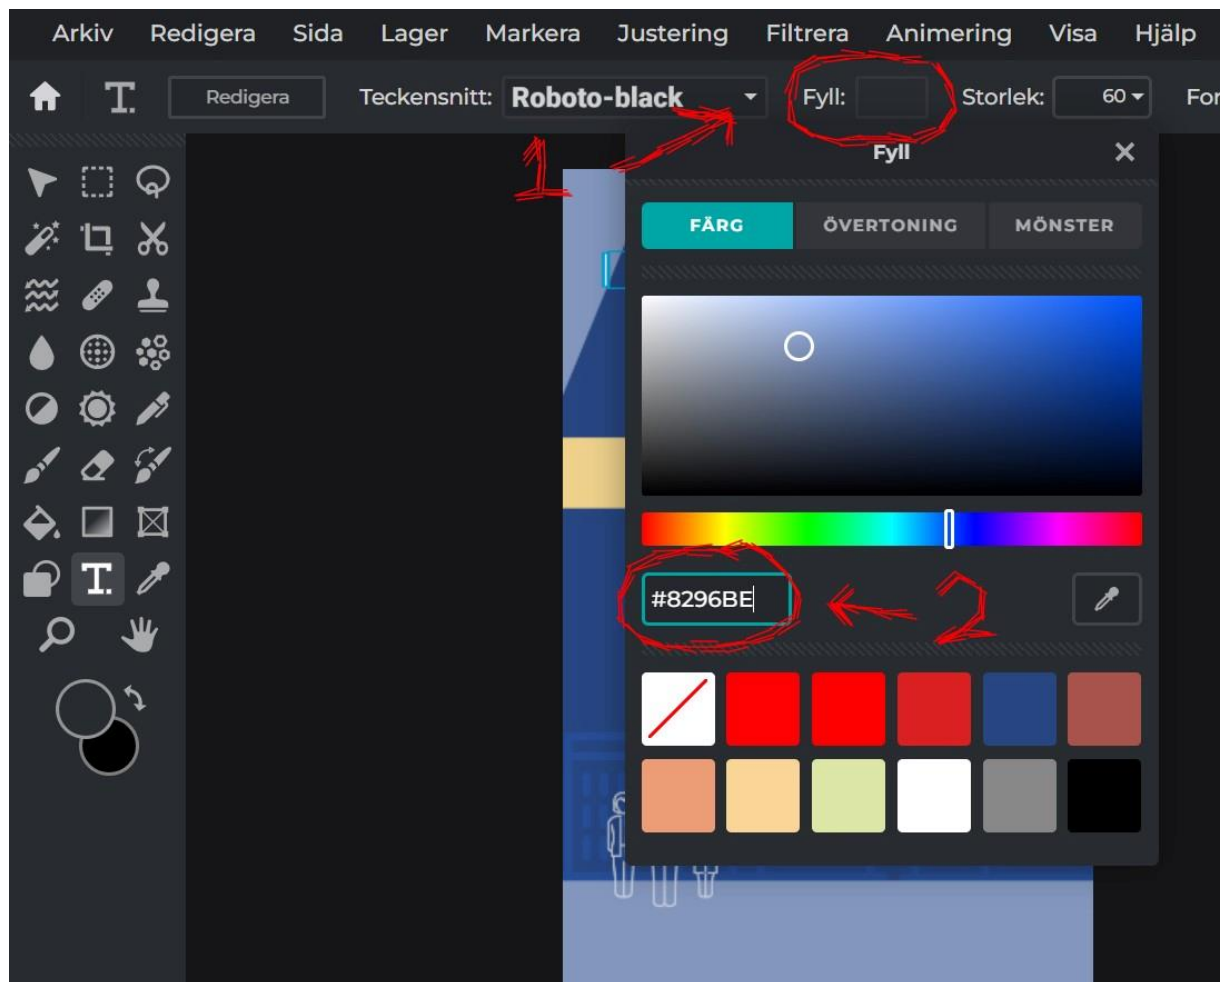 Arkiv Redigera Sida Lager Markera Justering Filtrera Animering Visa Hjälp
T. Redigera Teckensnitt: Roboto-black Fyll: Storlek: 60 For
1
Fyll
FÄRG ÖVERTONING MÖNSTER
T.
#8296BE 2